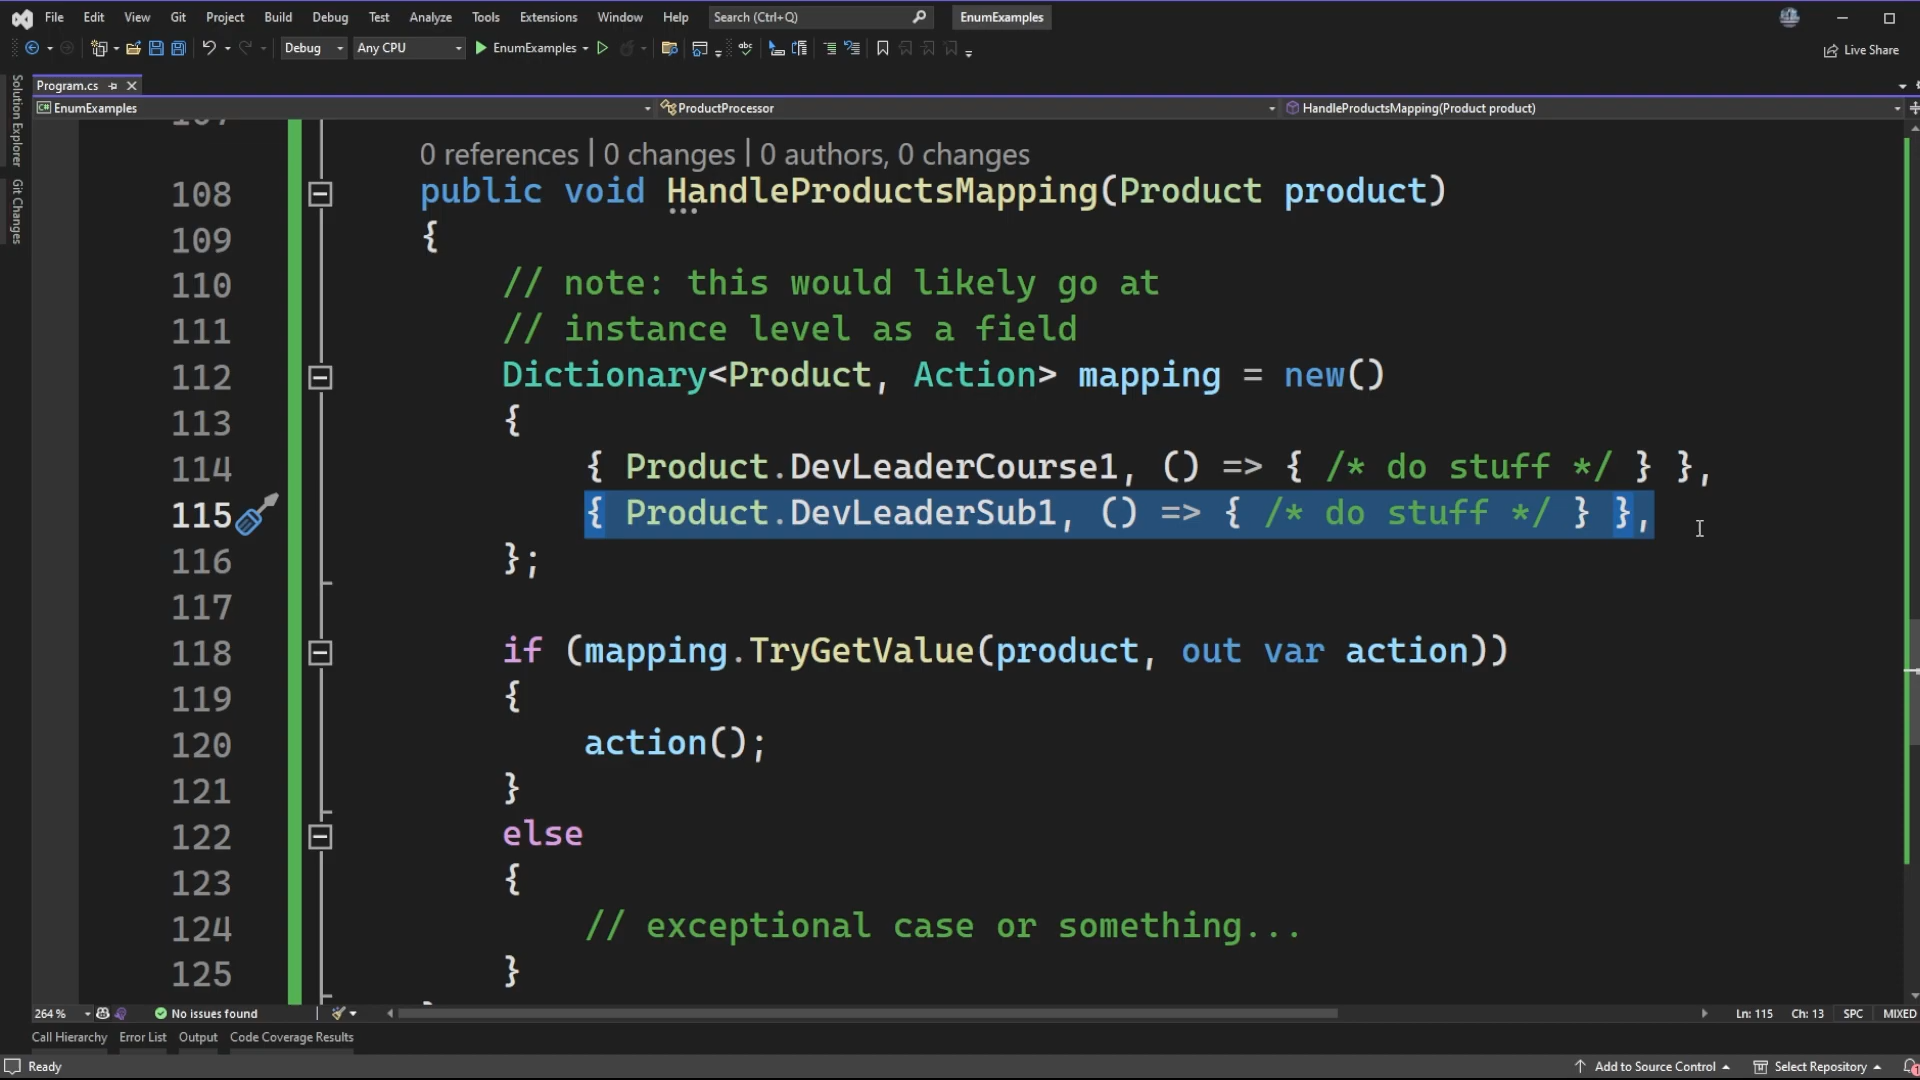 File Edit View Git Project Build Debug Test Analyze Tools Extensions Window Help Search (Ctrl+Q) EnumExamples
Debug Any CPU EnumExamples Live Share
Program.cs
EnumExamples ProductProcessor HandleProductsMapping(Product product)
Solution Explorer
Git Changes
0 references | 0 changes | 0 authors, 0 changes
108 public void HandleProductsMapping(Product product)
109 {
110 // note: this would likely go at
111 // instance level as a field
112 Dictionary<Product, Action> mapping = new()
113 {
114 { Product.DevLeaderCourse1, () => { /* do stuff */ } },
115 { Product.DevLeaderSub1, () => { /* do stuff */ } },
116 };
117
118 if (mapping.TryGetValue(product, out var action))
119 {
120 action();
121 }
122 else
123 {
124 // exceptional case or something...
125 }
264 % No issues found Ln: 115 Ch: 13 SPC MIXED
Call Hierarchy Error List Output Code Coverage Results
Ready Add to Source Control Select Repository